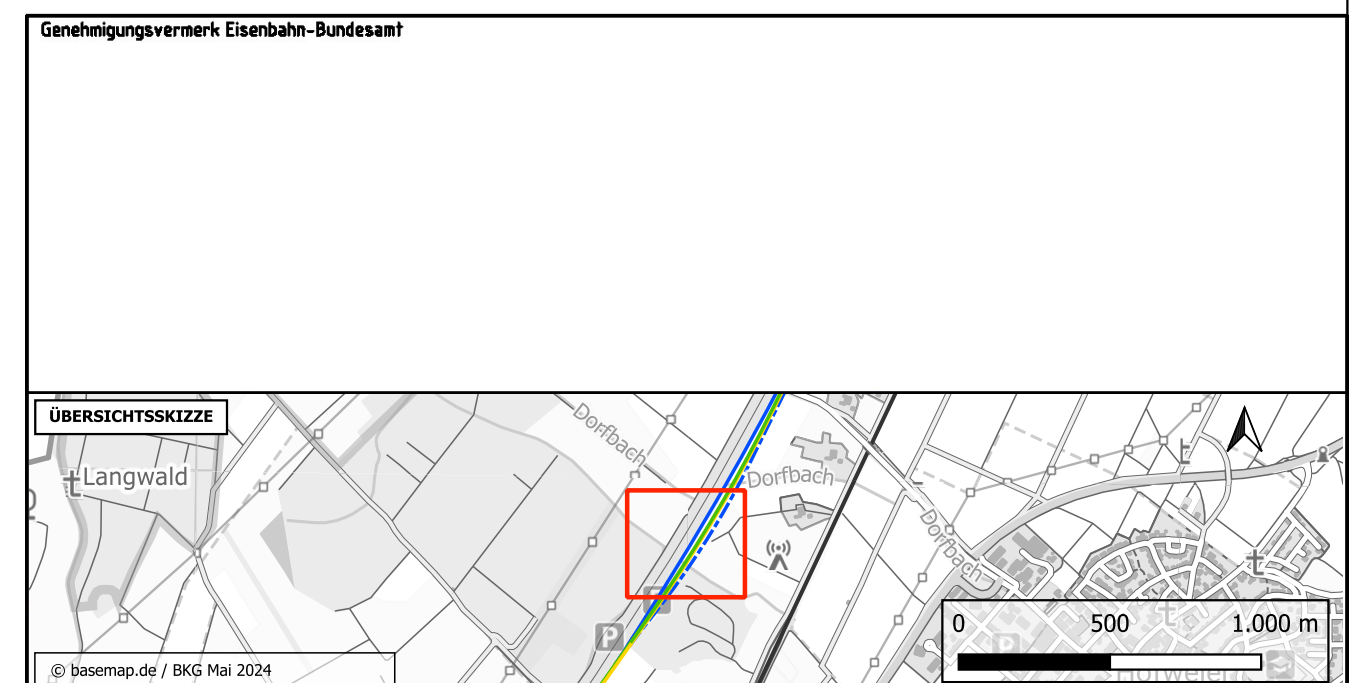 Genehmigungsvermerk Eisenbahn-Bundesamt
ÜBERSICHTSSKIZZE
Dorfbach
Langwald
Dorfbach
Dorfbach
P
0 500 1.000 m
© basemap.de / BKG Mai 2024